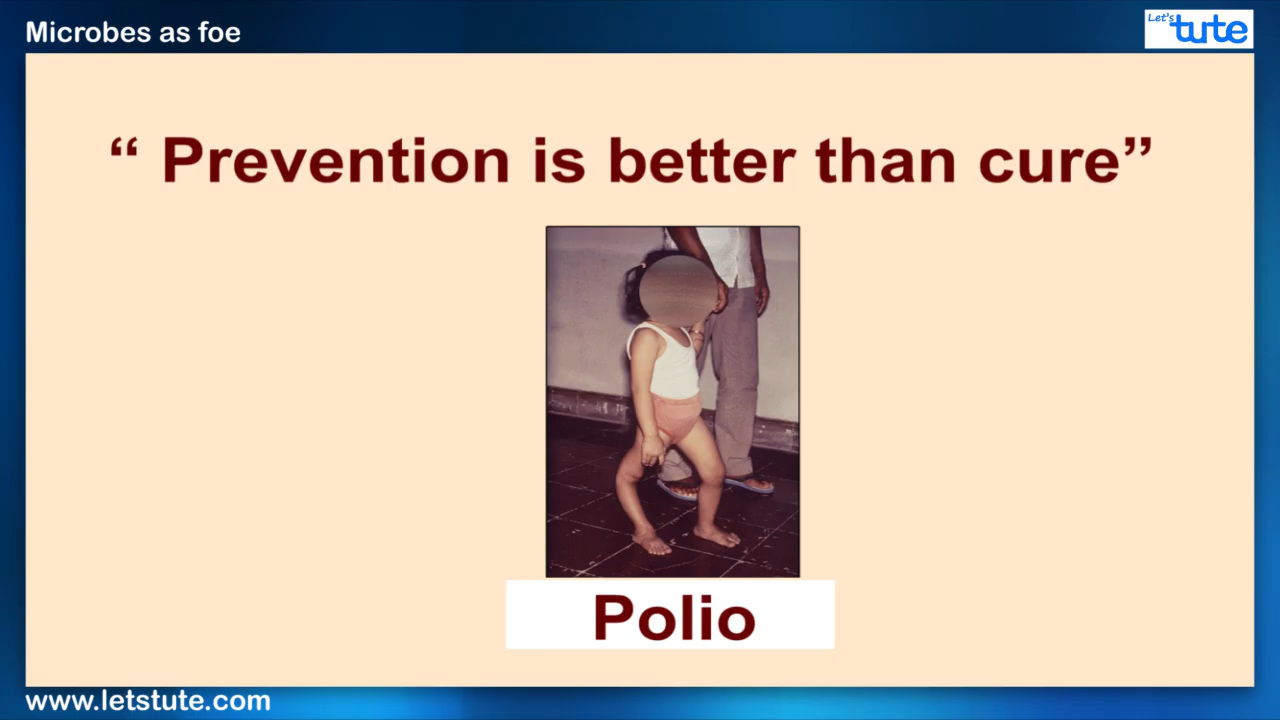 Microbes as foe
Let's
tute
“ Prevention is better than cure”
Polio
www.letstute.com